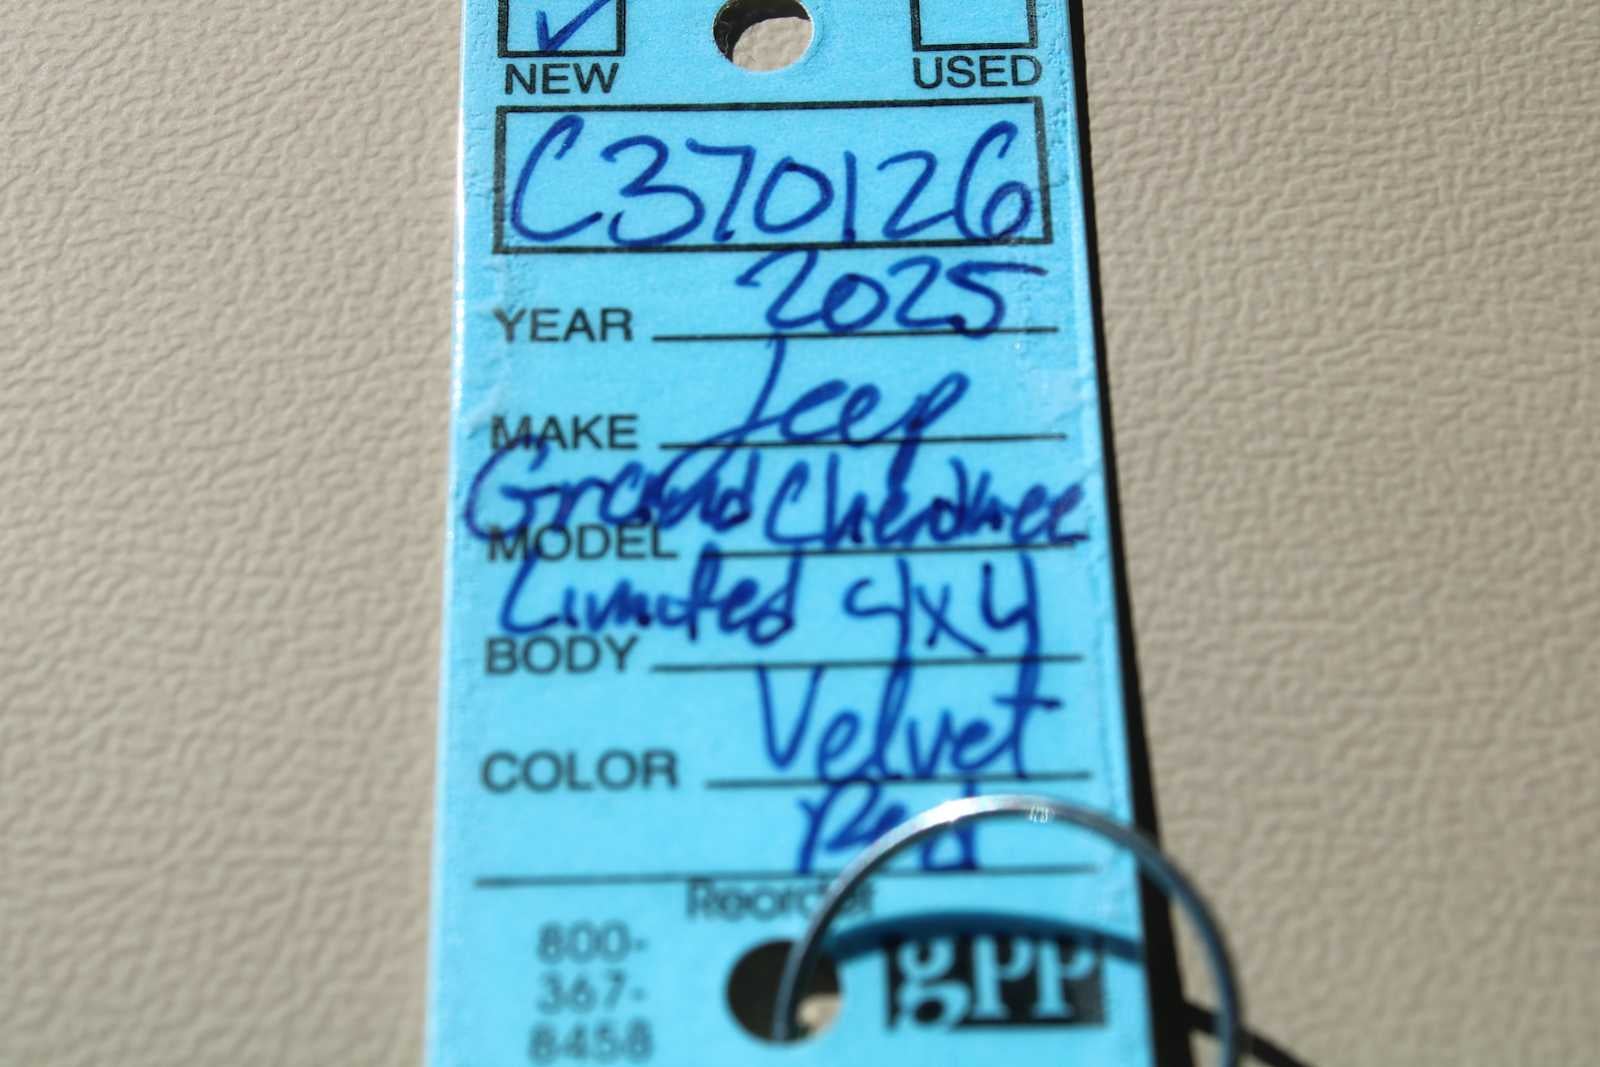 NEW USED
C370126
YEAR 2025
MAKE Jeep
Grand Cherokee
MODEL
Limited 4x4
BODY
COLOR Velvet
Red
Reorder
800-
367-
8458
gpp